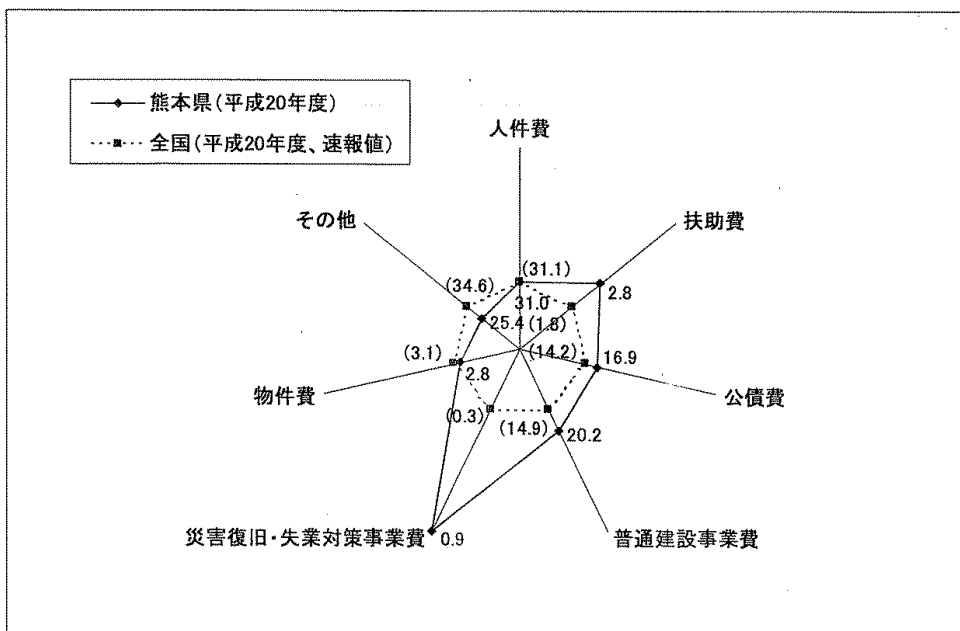 熊本県(平成20年度)
全国(平成20年度、速報値)
人件費
その他
扶助費
(34.6)
(31.1)
2.8
31.0
25.4
(1.8)
(3.1)
(14.2)
16.9
2.8
物件費
公債費
(0.3)
(14.9)
20.2
災害復旧・失業対策事業費
0.9
普通建設事業費